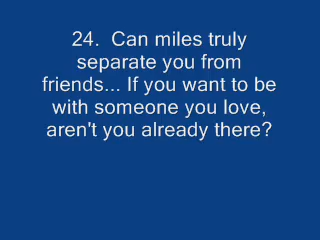 24.  Can miles truly
separate you from
friends... If you want to be
with someone you love,
aren't you already there?